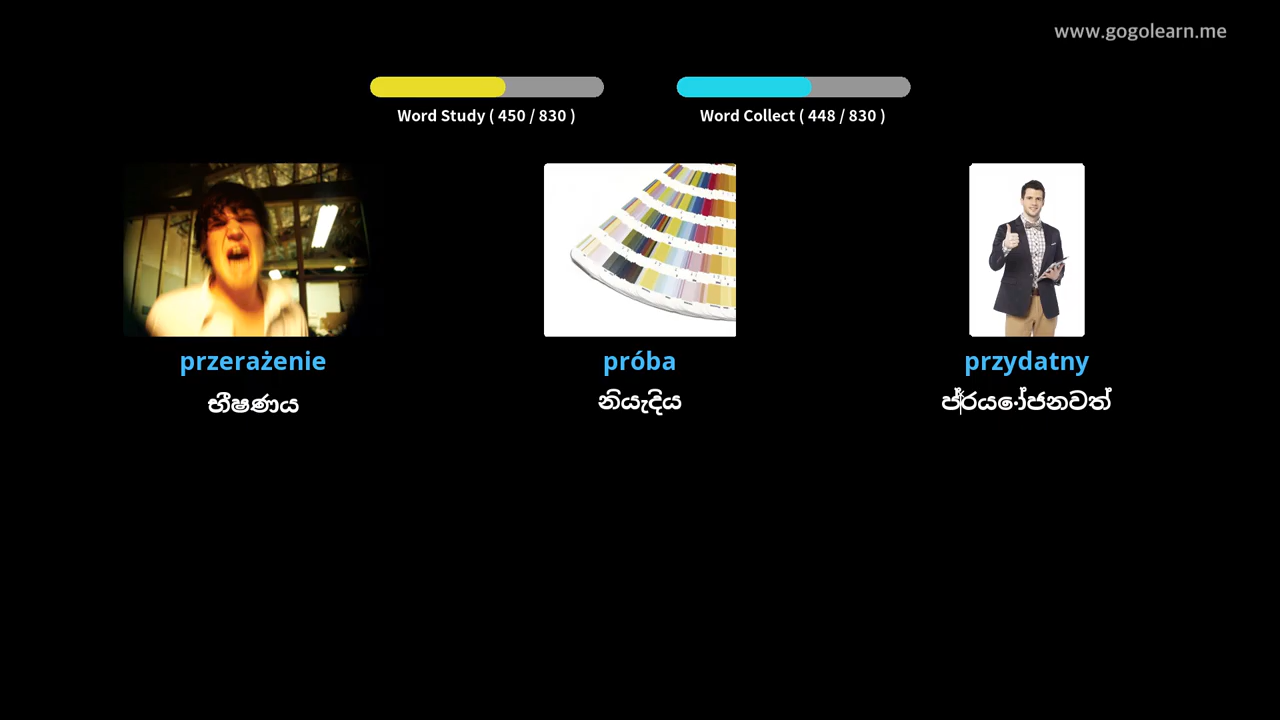 www.gogolearn.me
Word Study ( 450 / 830 )
Word Collect ( 448 / 830 )
przerażenie
próba
przydatny
භීෂණය
නියැදිය
ප්‍රයෝජනවත්